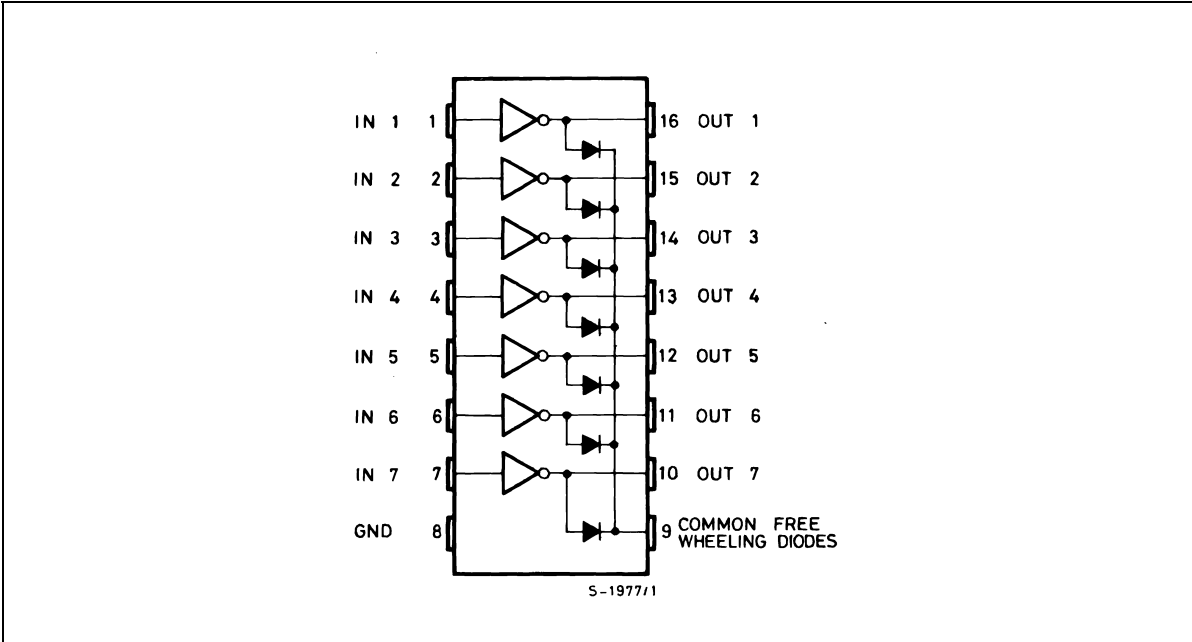 IN 1 1 16 OUT 1
IN 2 2 15 OUT 2
IN 3 3 14 OUT 3
IN 4 4 13 OUT 4
IN 5 5 12 OUT 5
IN 6 6 11 OUT 6
IN 7 7 10 OUT 7
GND 8 9 COMMON FREE
WHEELING DIODES
S-1977/1